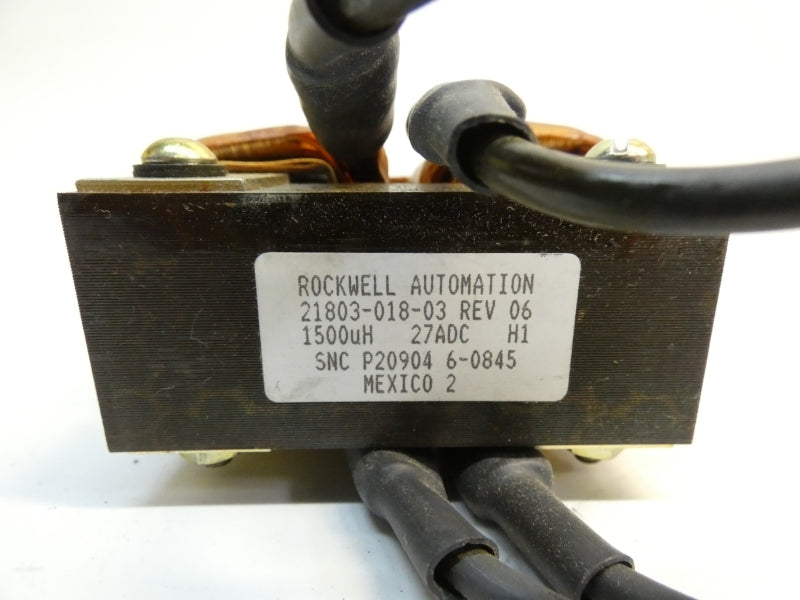 ROCKWELL AUTOMATION
21803-018-03 REV 06
1500uH 27ADC H1
SNC P20904 6-0845
MEXICO 2